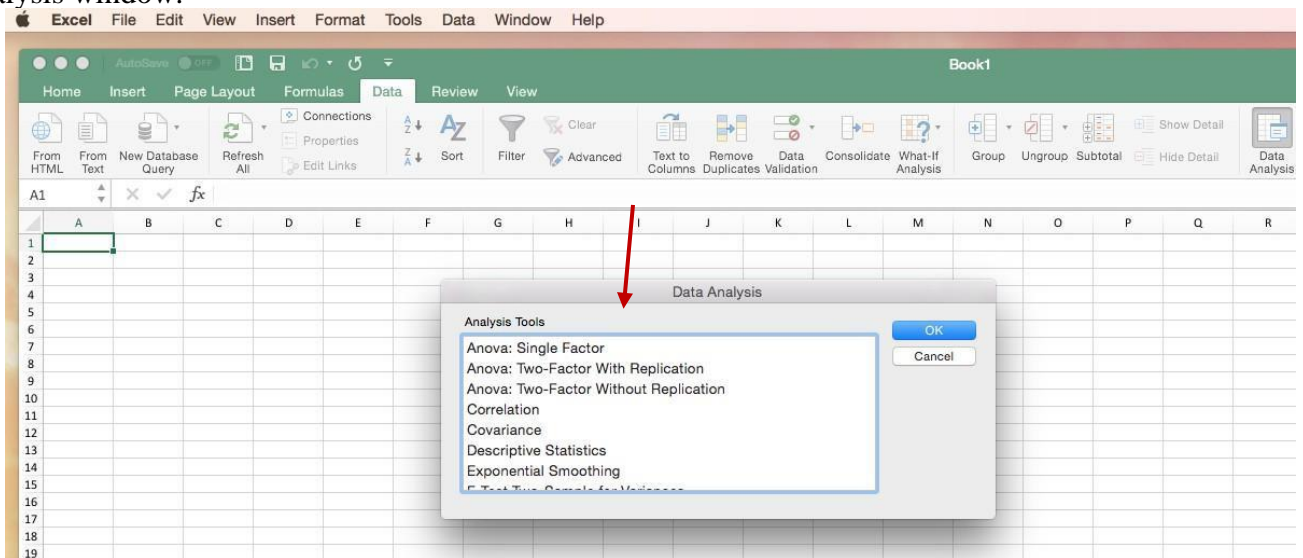 alysis window.
Excel File Edit View Insert Format Tools Data Window Help
AutoSave OFF
Book1
Home Insert Page Layout Formulas Data Review View
From HTML
From Text
New Database Query
Refresh All
Connections
Properties
Edit Links
A Z
Z A
AZ
Sort
Filter
Clear
Advanced
Text to Columns
Remove Duplicates
Data Validation
Consolidate
What-If Analysis
Group
Ungroup
Subtotal
Show Detail
Hide Detail
Data Analysis
A1 fx
A B C D E F G H I J K L M N O P Q R
1
2
3
4
5
6
7
8
9
10
11
12
13
14
15
16
17
18
19
Data Analysis
Analysis Tools
Anova: Single Factor
Anova: Two-Factor With Replication
Anova: Two-Factor Without Replication
Correlation
Covariance
Descriptive Statistics
Exponential Smoothing
OK
Cancel